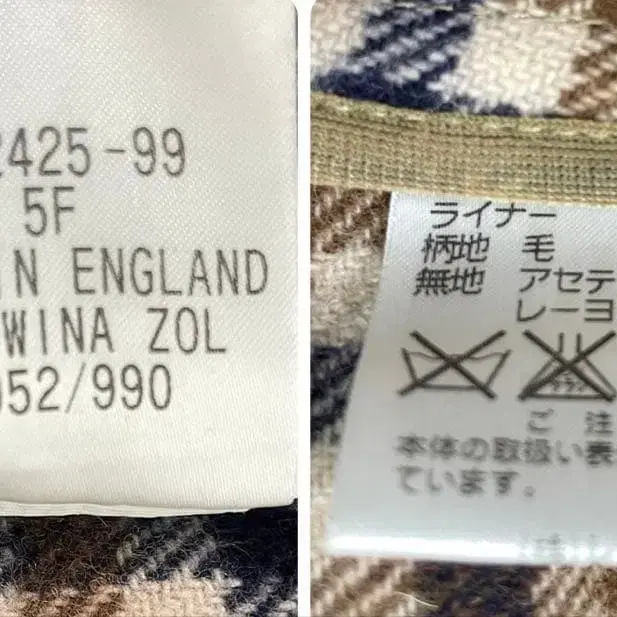 2425-99
5F
IN ENGLAND
WINA ZOL
052/990
ライナー
柄地 毛
無地 アセテ
レーヨ
ご 注
本体の取扱い表
ています。